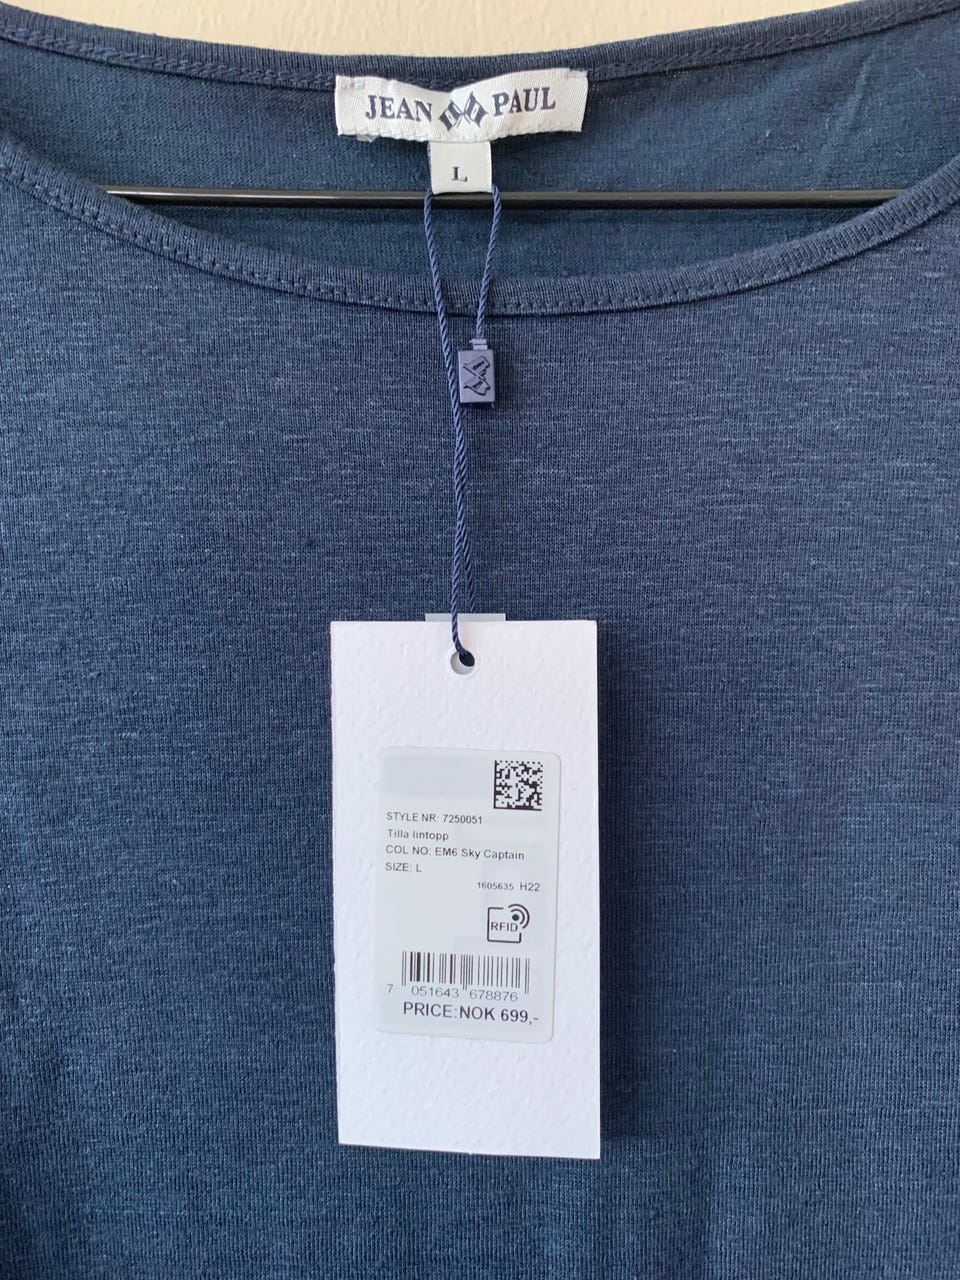 JEAN PAUL
L
STYLE NR: 7250051
Tilla lintopp
COL NO: EM6 Sky Captain
SIZE: L
1605635 H22
RFID
7 051643 678876
PRICE:NOK 699,-